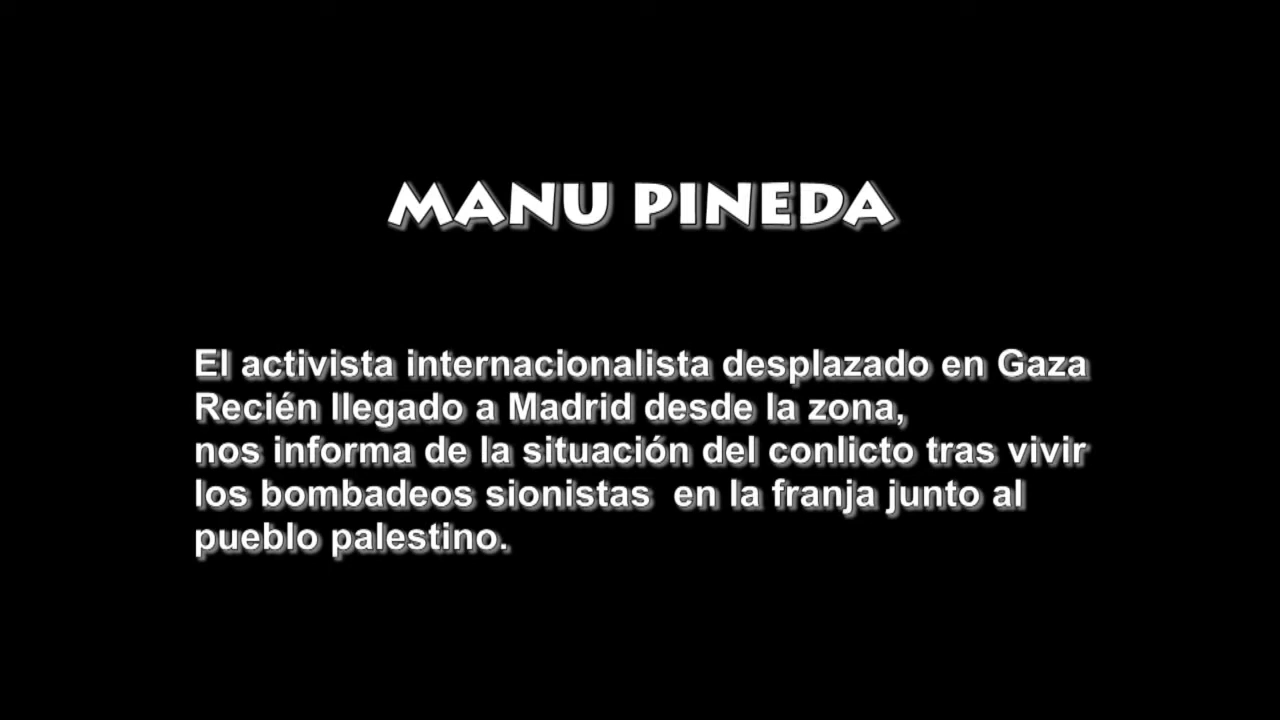 MANU PINEDA
El activista internacionalista desplazado en Gaza
Recién llegado a Madrid desde la zona,
nos informa de la situación del conlicto tras vivir
los bombadeos sionistas  en la franja junto al
pueblo palestino.